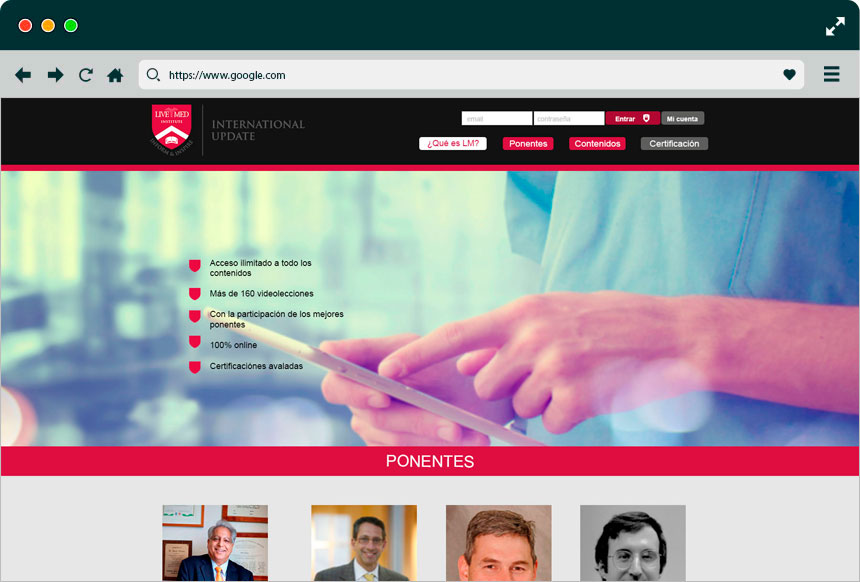 https://www.google.com
LIVE MED
INSTITUTE
INTERNATIONAL
UPDATE
email
contraseña
Entrar
Mi cuenta
¿Qué es LM?
Ponentes
Contenidos
Certificación
Acceso ilimitado a todo los
contenidos
Más de 160 videolecciones
Con la participación de los mejores
ponentes
100% online
Certificaciónes avaladas
PONENTES